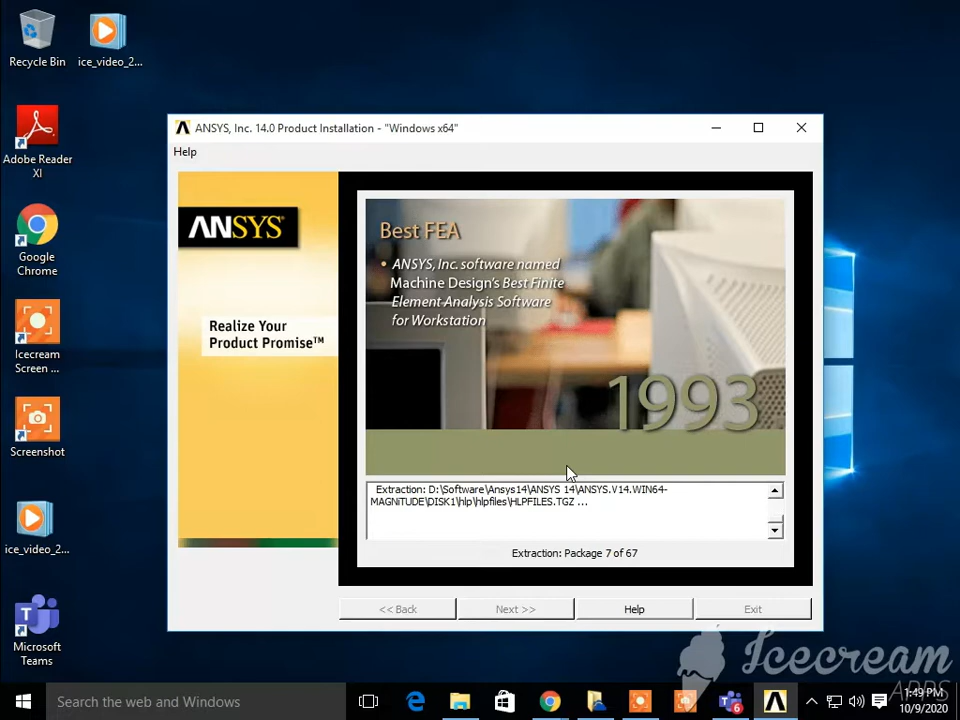 Recycle Bin
ice_video_2...
Adobe Reader
XI
Google
Chrome
Icecream
Screen ...
Screenshot
ice_video_2...
Microsoft
Teams
ANSYS, Inc. 14.0 Product Installation - "Windows x64"
Help
ANSYS®
Realize Your
Product Promise™
Best FEA
• ANSYS, Inc. software named
Machine Design's Best Finite
Element Analysis Software
for Workstation
1993
Extraction: D:\Software\Ansys14\ANSYS 14\ANSYS.V14.WIN64-
MAGNiTUDE\DISK1\hlp\hlpfiles\HLPFILES.TGZ ...
Extraction: Package 7 of 67
<< Back
Next >>
Help
Exit
Icecream
APPS
Search the web and Windows
6
1:49 PM
10/9/2020